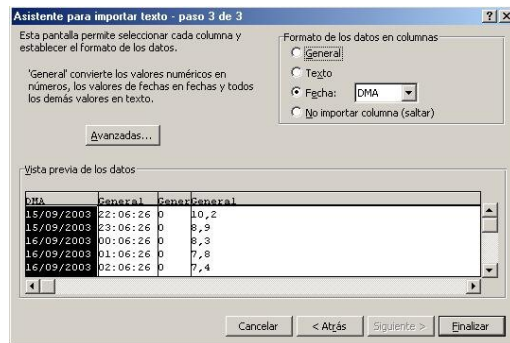 Asistente para importar texto - paso 3 de 3
Esta pantalla permite seleccionar cada columna y
establecer el formato de los datos.
'General' convierte los valores numéricos en
números, los valores de fechas en fechas y todos
los demás valores en texto.
Avanzadas...
Formato de los datos en columnas
General
Texto
Fecha: DMA
No importar columna (saltar)
Vista previa de los datos
DMA General Gener General
15/09/2003 22:06:26 0 10,2
15/09/2003 23:06:26 0 8,9
16/09/2003 00:06:26 0 8,3
16/09/2003 01:06:26 0 7,8
16/09/2003 02:06:26 0 7,4
Cancelar < Atrás Siguiente > Finalizar